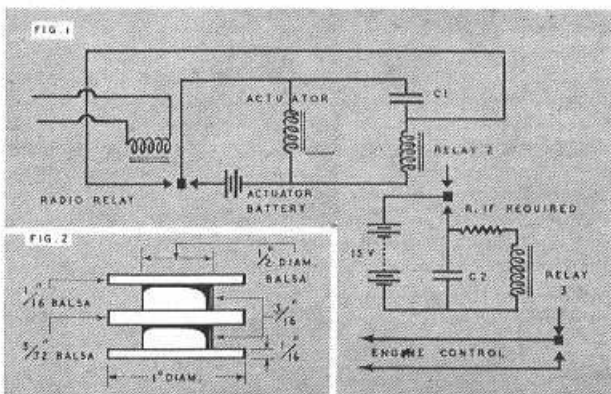 FIG. 1
ACTUATOR
C1
RELAY 2
RADIO RELAY
ACTUATOR
BATTERY
R, IF REQUIRED
15 V
C2
RELAY
3
ENGINE CONTROL
FIG. 2
1/2" DIAM.
BALSA
1/16" BALSA
3/16"
3/32" BALSA
1/16"
1" DIAM.